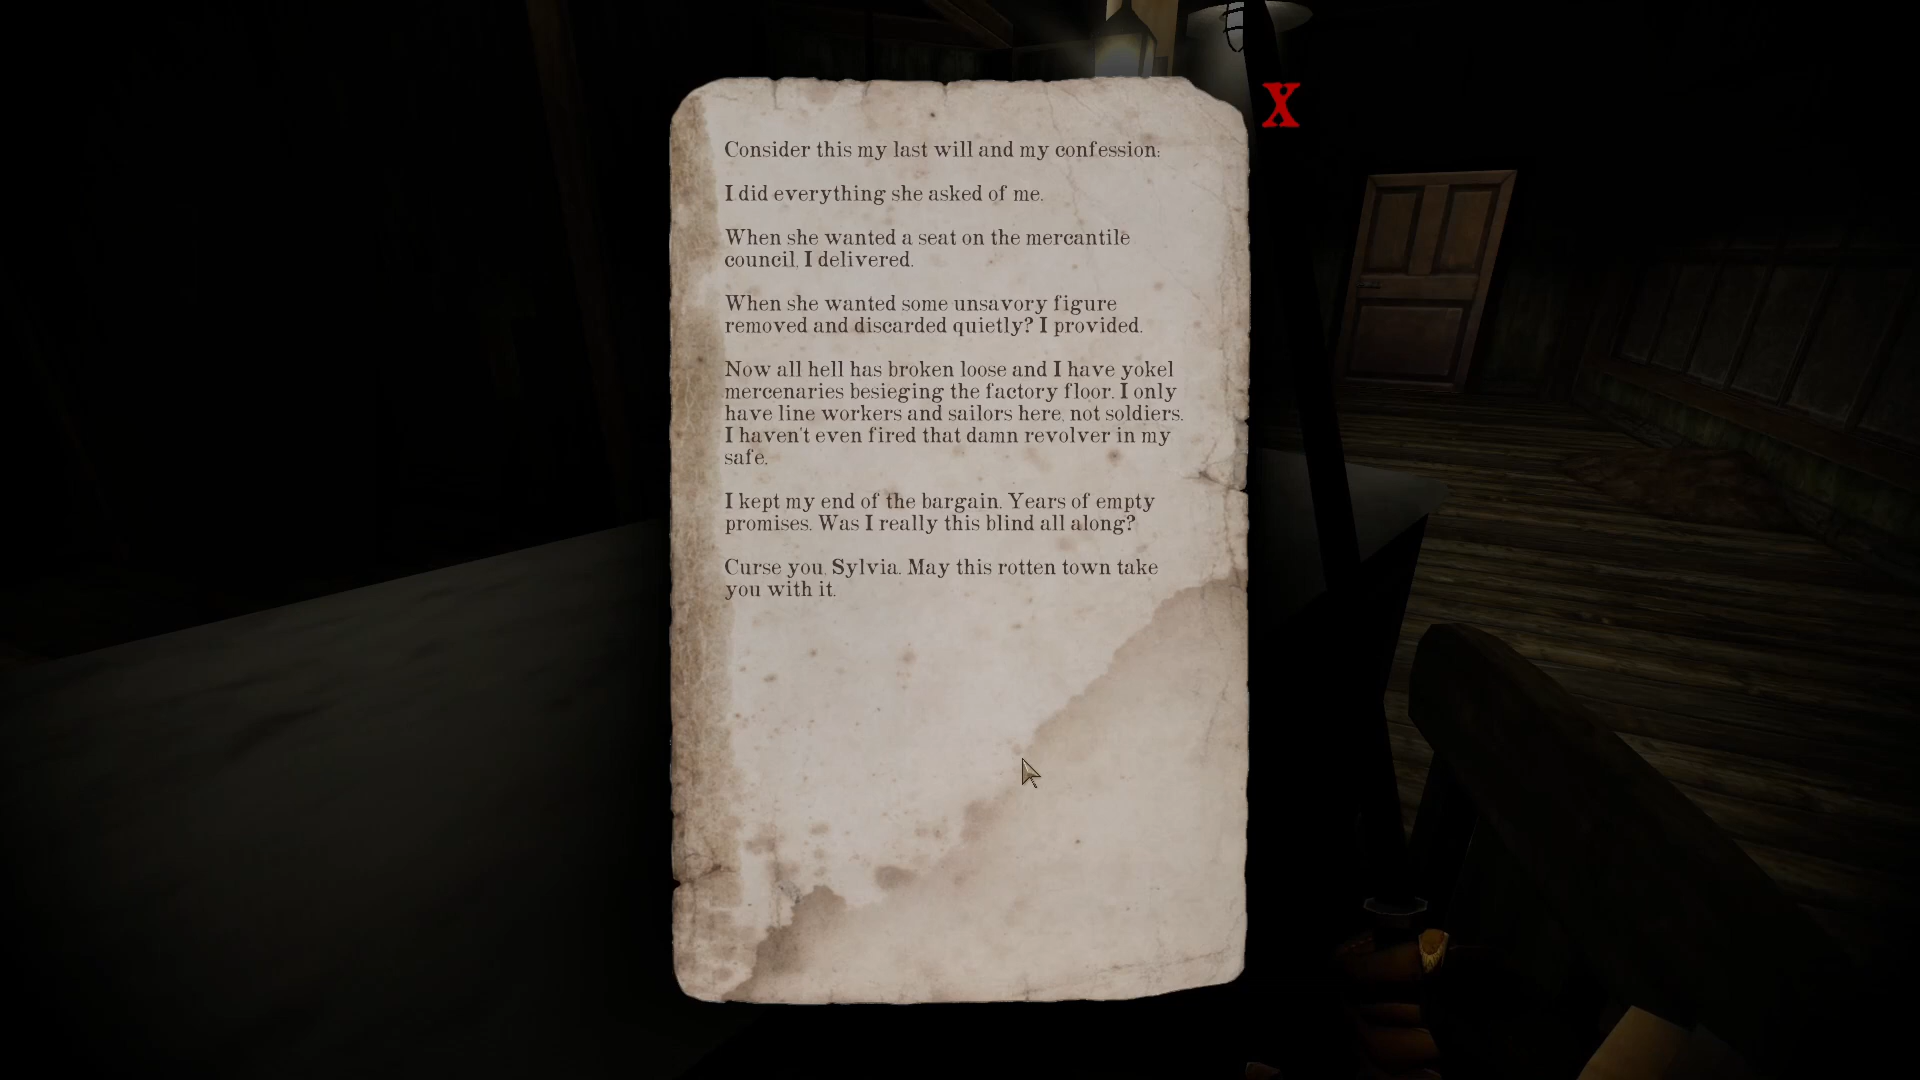 X
Consider this my last will and my confession:
I did everything she asked of me.
When she wanted a seat on the mercantile
council, I delivered.
When she wanted some unsavory figure
removed and discarded quietly? I provided.
Now all hell has broken loose and I have yokel
mercenaries besieging the factory floor. I only
have line workers and sailors here, not soldiers.
I haven't even fired that damn revolver in my
safe.
I kept my end of the bargain. Years of empty
promises. Was I really this blind all along?
Curse you, Sylvia. May this rotten town take
you with it.